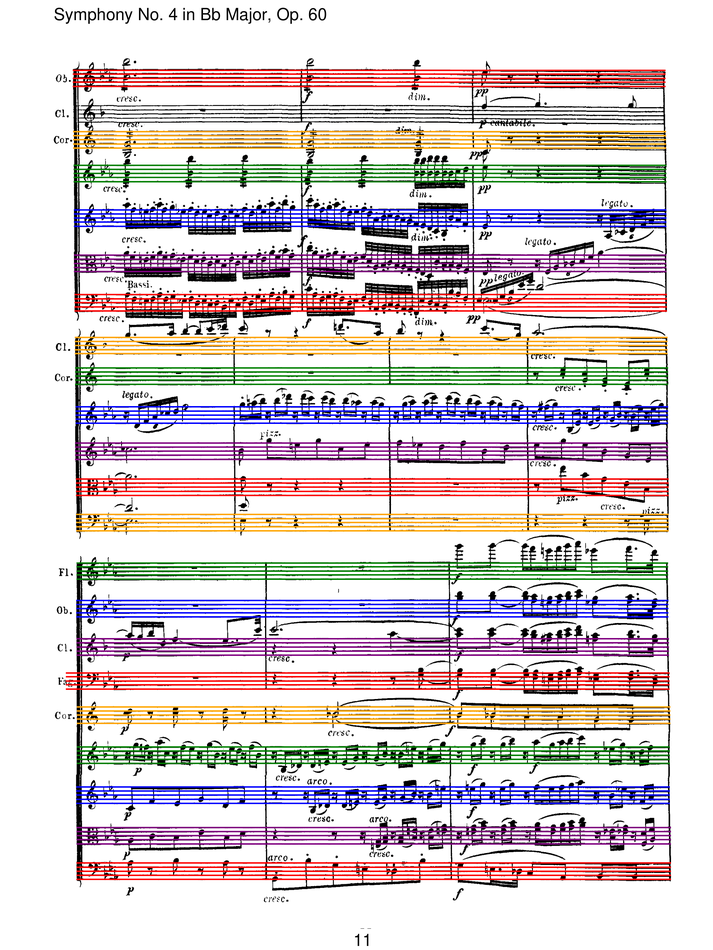 Symphony No. 4 in Bb Major, Op. 60
Ob.
cresc. f dim. pp
Cl.
cresc. p cantabile.
Cor.
dim. pp
cresc. f dim. pp
legato.
cresc. dim. pp
legato.
cresc. f
Bassi. legato. pp
cresc. f dim. pp
Cl.
cresc.
Cor.
cresc.
legato.
cresc.
pizz.
cresc.
pizz. cresc.
pizz.
Fl.
f
Ob.
Cl.
p cresc. f
Fag.
f
Cor.
cresc. f
p cresc. f f
arco.
p cresc. f
arco.
p cresc.
arco.
p cresc. f
11